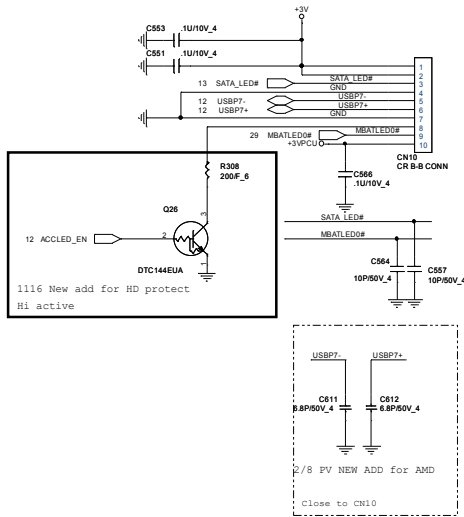 +3V
C553 .1U/10V_4
C551 .1U/10V_4
13 SATA_LED#
SATA_LED#
GND
12 USBP7-
USBP7-
12 USBP7+
USBP7+
GND
29 MBATLED0#
MBATLED0#
+3VPCU
1
2
3
4
5
6
7
8
9
10
CN10
CR B-B CONN
C566
.1U/10V_4
R308
200/F_6
Q26
3
2
1
12 ACCLED_EN
DTC144EUA
1116 New add for HD protect
Hi active
SATA_LED#
MBATLED0#
C564
10P/50V_4
C557
10P/50V_4
USBP7-
USBP7+
C611
6.8P/50V_4
C612
6.8P/50V_4
2/8 PV NEW ADD for AMD
Close to CN10